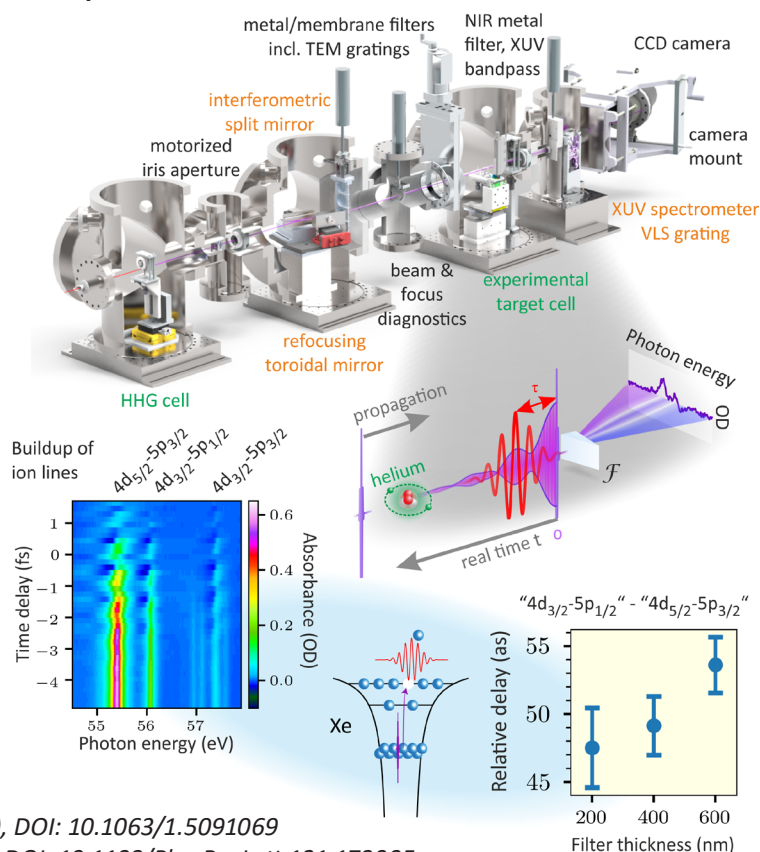 metal/membrane filters
incl. TEM gratings
NIR metal
filter, XUV
bandpass
CCD camera
interferometric
split mirror
motorized
iris aperture
camera
mount
XUV spectrometer
VLS grating
beam &
focus
diagnostics
experimental
target cell
refocusing
toroidal mirror
HHG cell
Photon energy
OD
τ
propagation
helium
ℱ
real time t
0
Buildup of
ion lines
4d5/2-5p3/2
4d3/2-5p1/2
4d3/2-5p3/2
Time delay (fs)
1
0
−1
−2
−3
−4
55
56
57
Photon energy (eV)
0.6
0.4
0.2
0.0
Absorbance (OD)
Xe
"4d3/2-5p1/2" - "4d5/2-5p3/2"
Relative delay (as)
55
50
45
200
400
600
Filter thickness (nm)
), DOI: 10.1063/1.5091069